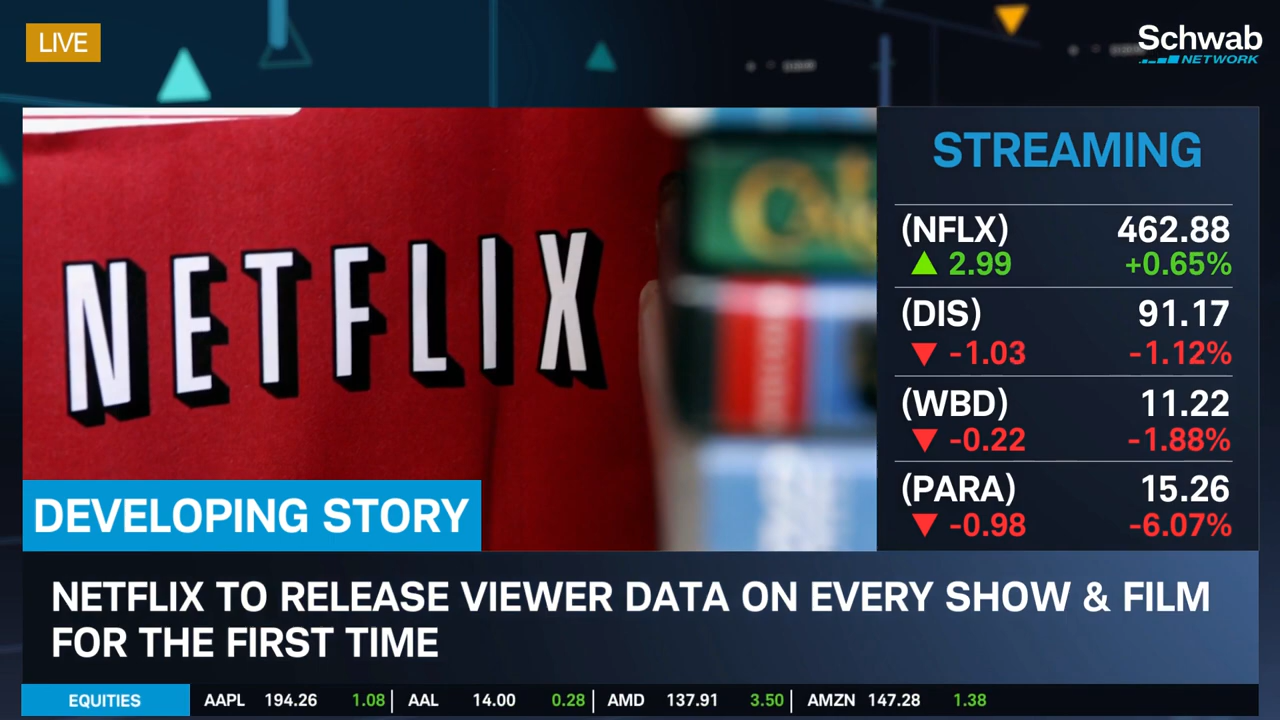 LIVE
Schwab
NETWORK
NETFLIX
STREAMING
(NFLX) 462.88
▲ 2.99 +0.65%
(DIS) 91.17
▼ -1.03 -1.12%
(WBD) 11.22
▼ -0.22 -1.88%
(PARA) 15.26
▼ -0.98 -6.07%
DEVELOPING STORY
NETFLIX TO RELEASE VIEWER DATA ON EVERY SHOW & FILM
FOR THE FIRST TIME
EQUITIES AAPL 194.26 1.08 AAL 14.00 0.28 AMD 137.91 3.50 AMZN 147.28 1.38